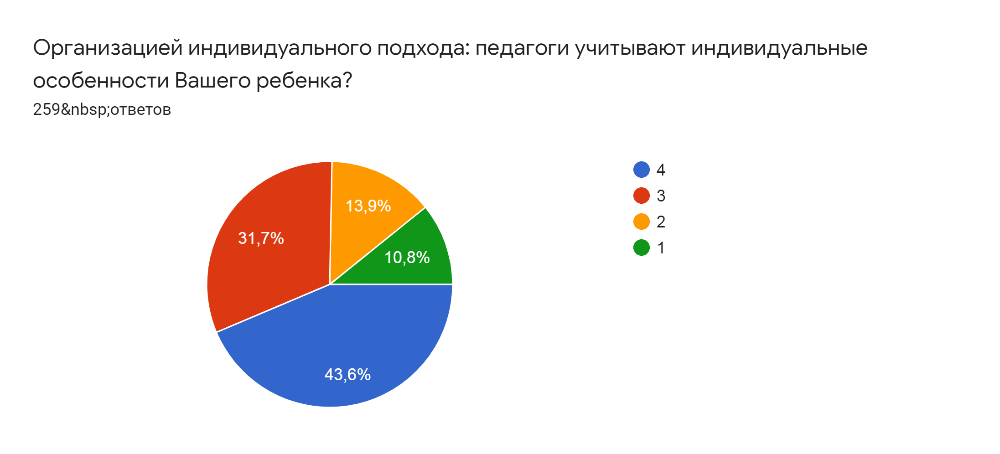 Организацией индивидуального подхода: педагоги учитывают индивидуальные
особенности Вашего ребенка?
259&nbsp;ответов
4
3
2
1
13,9%
31,7%
10,8%
43,6%